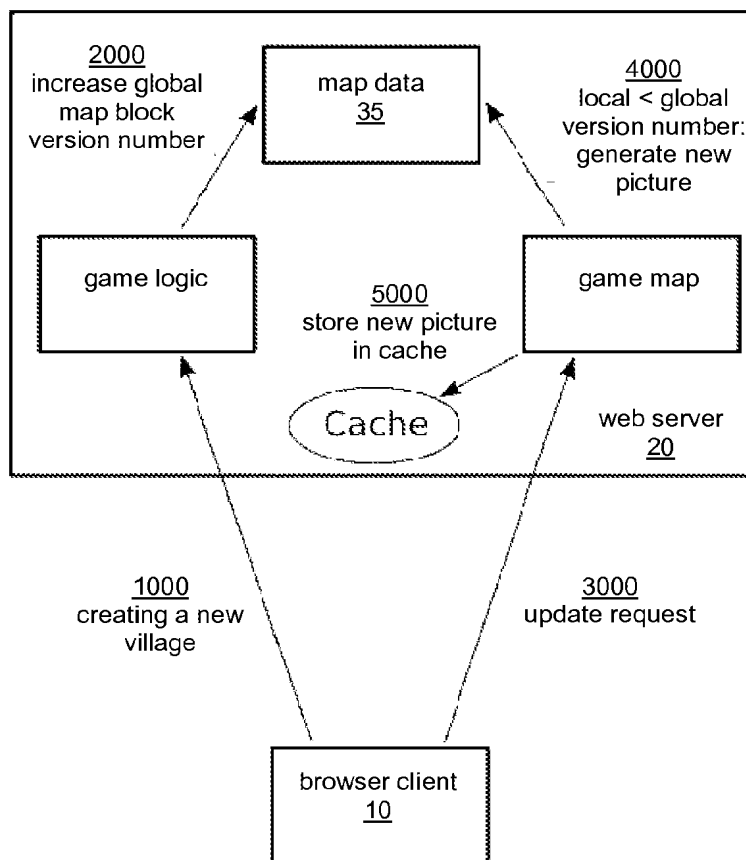 2000
increase global
map block
version number
map data
35
4000
local < global
version number:
generate new
picture
game logic
game map
5000
store new picture
in cache
Cache
web server
20
1000
creating a new
village
3000
update request
browser client
10